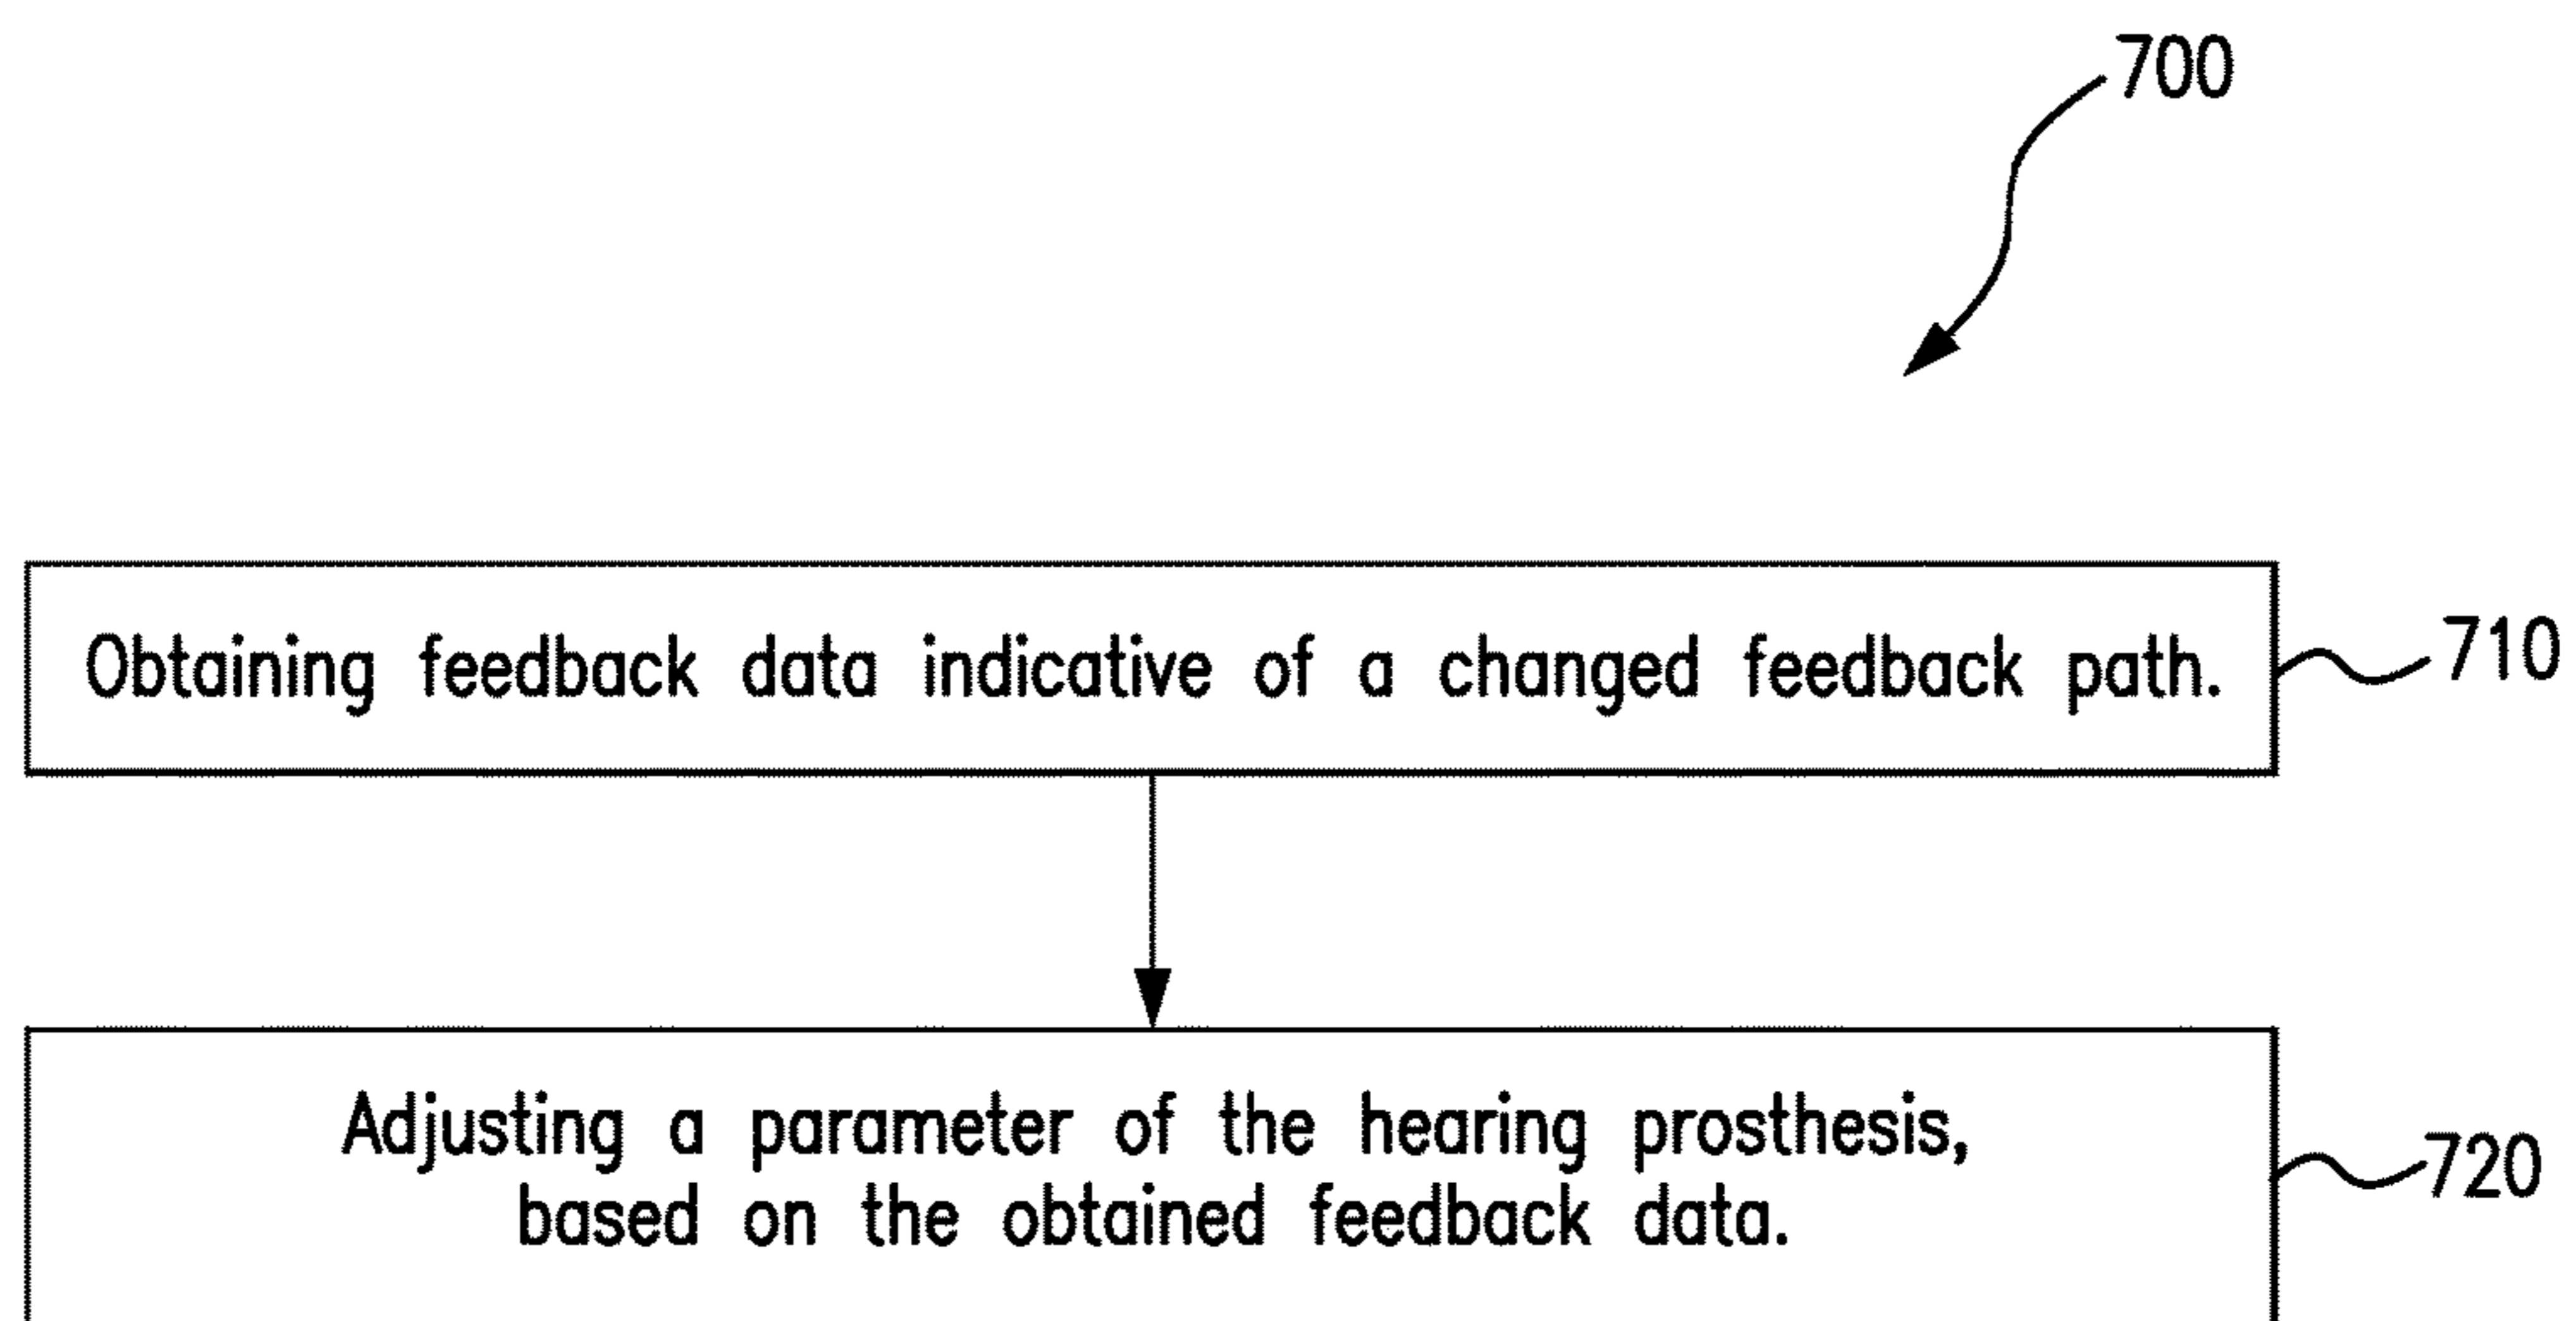 700
Obtaining feedback data indicative of a changed feedback path.
710
Adjusting a parameter of the hearing prosthesis,
based on the obtained feedback data.
720